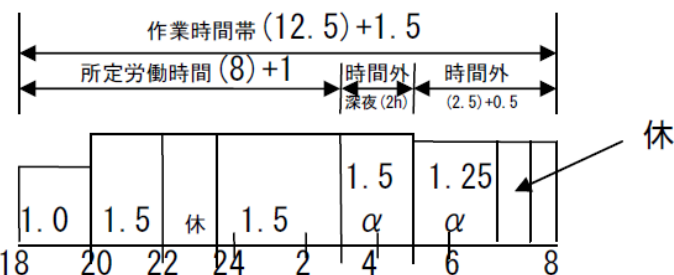 作業時間帯(12.5)+1.5
所定労働時間(8)+1
時間外
深夜(2h)
時間外
(2.5)+0.5
休
1.0
1.5
休
1.5
1.5
α
1.25
α
18 20 22 24 2 4 6 8